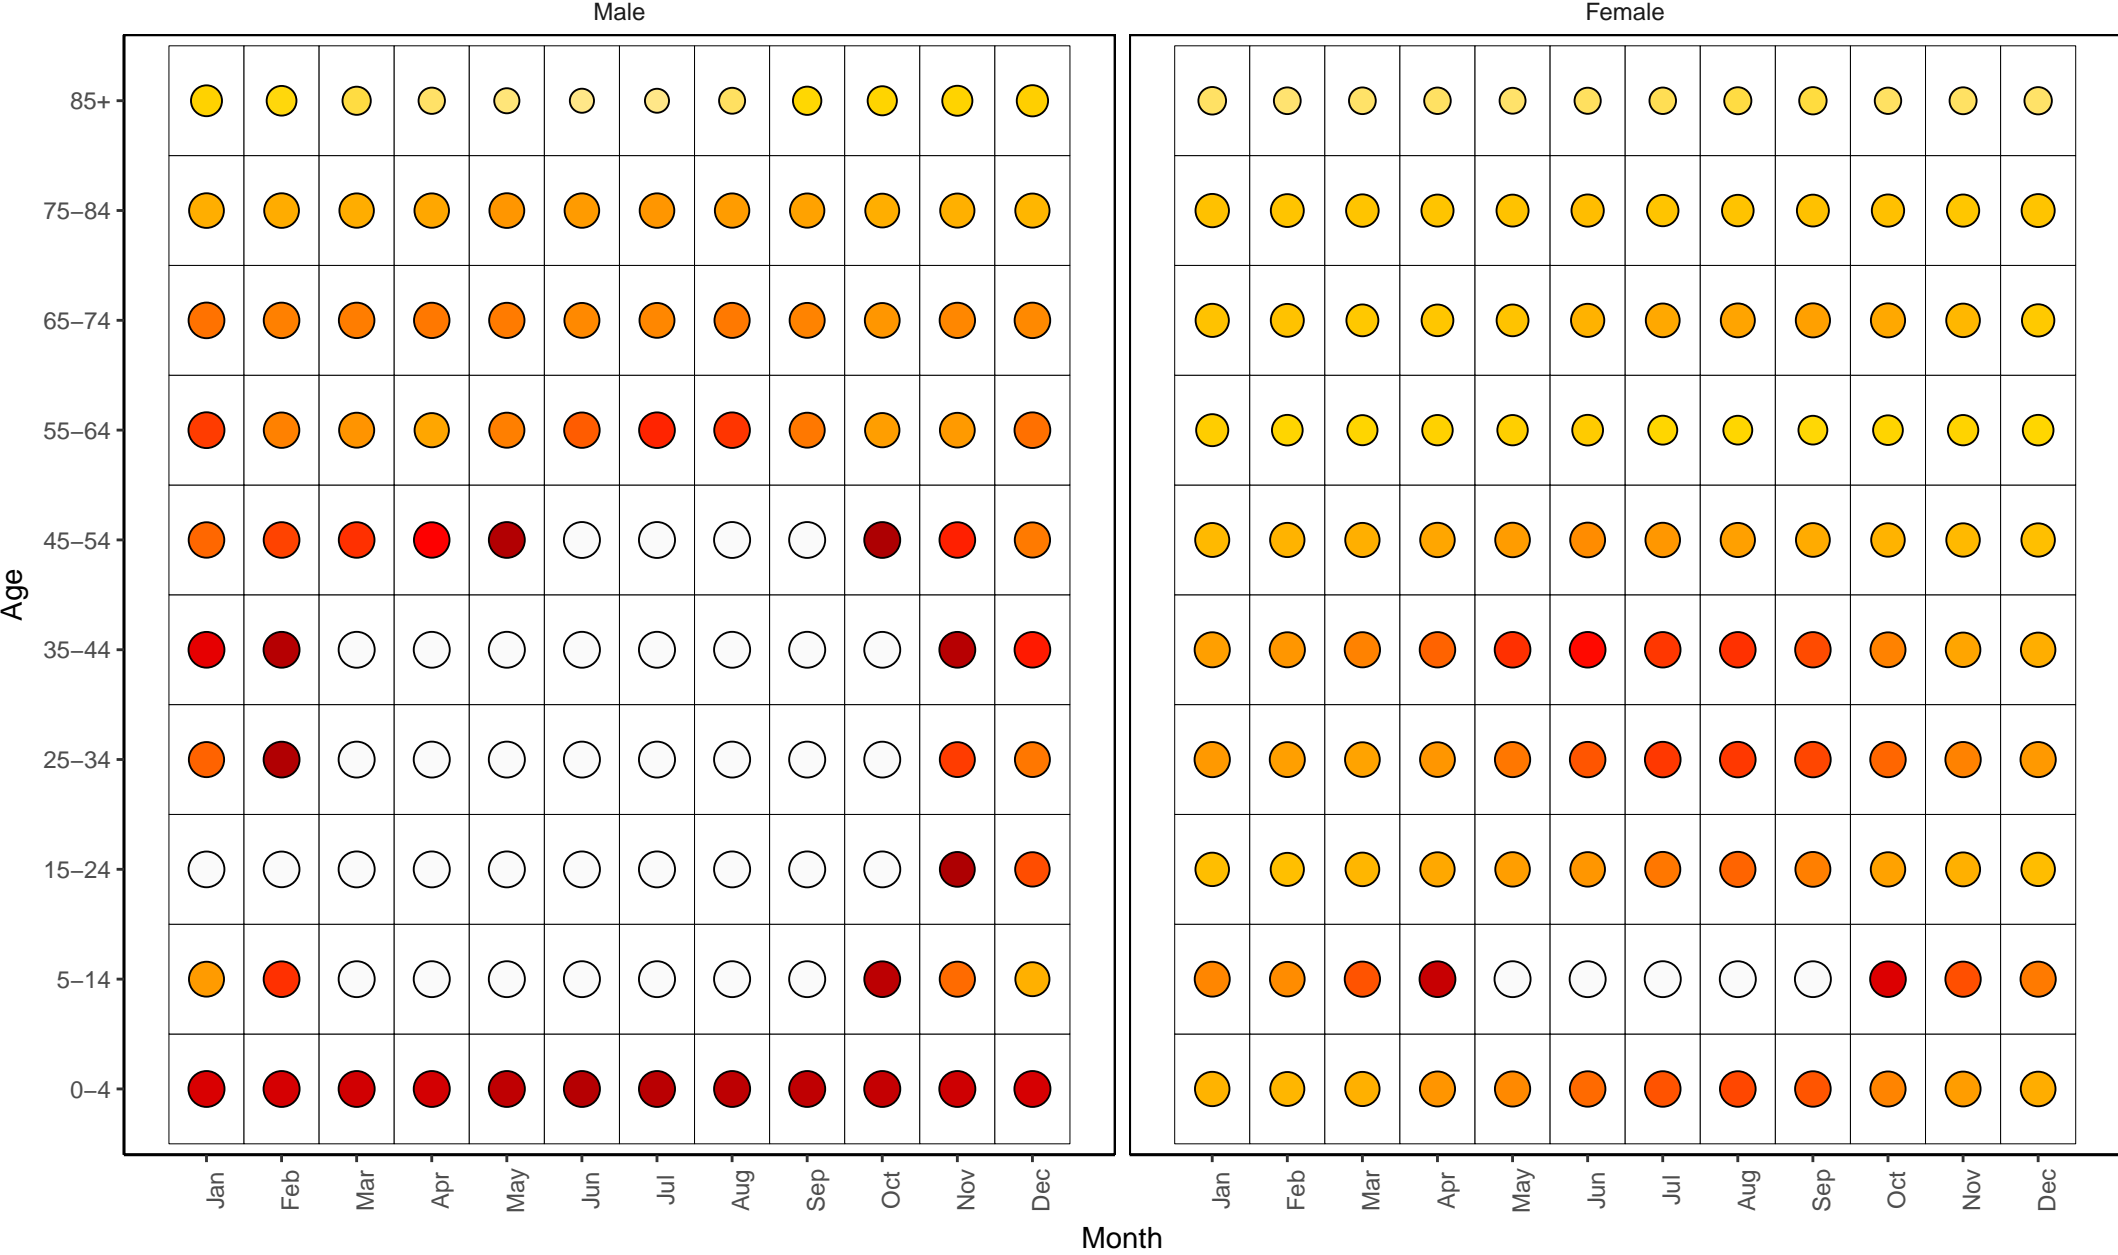 Male Female
85+
75−84
65−74
55−64
45−54
35−44
25−34
15−24
5−14
0−4
Age
Jan Feb Mar Apr May Jun Jul Aug Sep Oct Nov Dec Jan Feb Mar Apr May Jun Jul Aug Sep Oct Nov Dec
Month